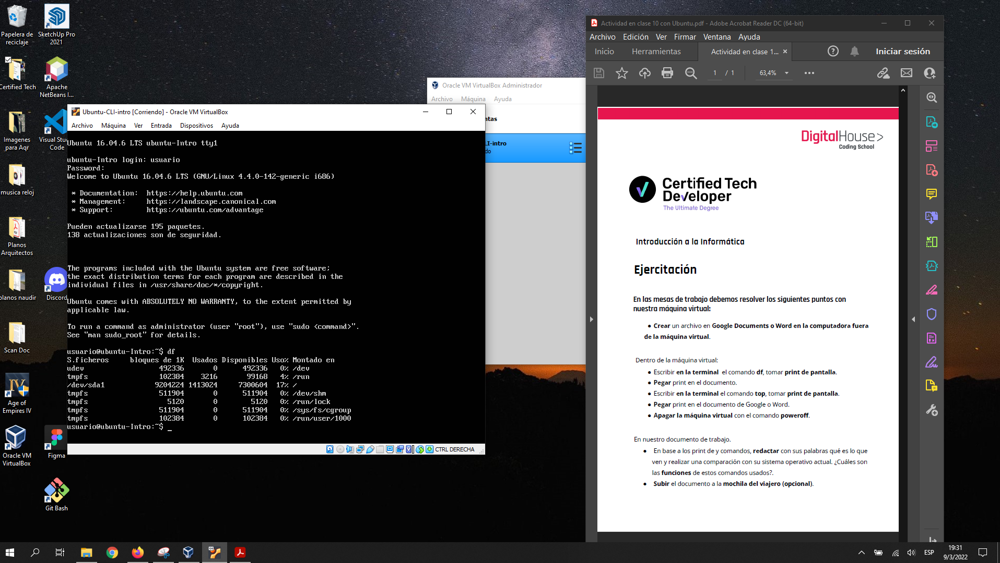 Papelera de
reciclaje
SketchUp Pro
2021
Certified Tech
Apache
NetBeans I...
Imagenes
para Aqr
Visual Stud
Code
musica reloj
Planos
Arquitectos
planos naudir
Discord
Scan Doc
Age of
Empires IV
Oracle VM
VirtualBox
Figma
Git Bash
Ubuntu-CLI-intro [Corriendo] - Oracle VM VirtualBox
Archivo Máquina Ver Entrada Dispositivos Ayuda
Ubuntu 16.04.6 LTS ubuntu-Intro tty1
ubuntu-Intro login: usuario
Password:
Welcome to Ubuntu 16.04.6 LTS (GNU/Linux 4.4.0-142-generic i686)
* Documentation: https://help.ubuntu.com
* Management: https://landscape.canonical.com
* Support: https://ubuntu.com/advantage
Pueden actualizarse 195 paquetes.
138 actualizaciones son de seguridad.
The programs included with the Ubuntu system are free software;
the exact distribution terms for each program are described in the
individual files in /usr/share/doc/*/copyright.
Ubuntu comes with ABSOLUTELY NO WARRANTY, to the extent permitted by
applicable law.
To run a command as administrator (user "root"), use "sudo <command>".
See "man sudo_root" for details.
usuario@ubuntu-Intro:~$ df
S.ficheros bloques de 1K Usados Disponibles Uso% Montado en
udev 492336 0 492336 0% /dev
tmpfs 102384 3216 99168 4% /run
/dev/sda1 9204224 1413024 7300604 17% /
tmpfs 511904 0 511904 0% /dev/shm
tmpfs 5120 0 5120 0% /run/lock
tmpfs 511904 0 511904 0% /sys/fs/cgroup
tmpfs 102384 0 102384 0% /run/user/1000
usuario@ubuntu-Intro:~$ _
CTRL DERECHA
Oracle VM VirtualBox Administrador
Archivo Máquina Ayuda
ntas
LI-intro
do
Actividad en clase 10 con Ubuntu.pdf - Adobe Acrobat Reader DC (64-bit)
Archivo Edición Ver Firmar Ventana Ayuda
Inicio Herramientas Actividad en clase 1... × Iniciar sesión
1 / 1 63,4%
DigitalHouse>
Coding School
Certified Tech
Developer
The Ultimate Degree
Introducción a la Informática
Ejercitación
En las mesas de trabajo debemos resolver los siguientes puntos con
nuestra máquina virtual:
● Crear un archivo en Google Documents o Word en la computadora fuera
de la máquina virtual.
Dentro de la máquina virtual:
● Escribir en la terminal el comando df, tomar print de pantalla.
● Pegar print en el documento.
● Escribir en la terminal el comando top, tomar print de pantalla.
● Pegar print en el documento de Google o Word.
● Apagar la máquina virtual con el comando poweroff.
En nuestro documento de trabajo.
● En base a los print de y comandos, redactar con sus palabras qué es lo que
ven y realizar una comparación con su sistema operativo actual. ¿Cuáles son
las funciones de estos comandos usados?.
● Subir el documento a la mochila del viajero (opcional).
ESP
19:31
9/3/2022